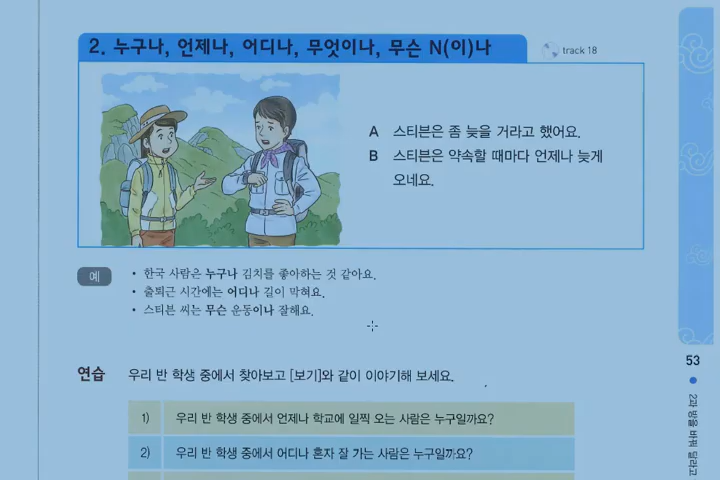 2. 누구나, 언제나, 어디나, 무엇이나, 무슨 N(이)나
track 18
A 스티븐은 좀 늦을 거라고 했어요.
B 스티븐은 약속할 때마다 언제나 늦게
오네요.
예
• 한국 사람은 누구나 김치를 좋아하는 것 같아요.
• 출퇴근 시간에는 어디나 길이 막혀요.
• 스티븐 씨는 무슨 운동이나 잘해요.
연습 우리 반 학생 중에서 찾아보고 [보기]와 같이 이야기해 보세요.
1) 우리 반 학생 중에서 언제나 학교에 일찍 오는 사람은 누구일까요?
2) 우리 반 학생 중에서 어디나 혼자 잘 가는 사람은 누구일까요?
53
2과 방을 바꿔 달라고